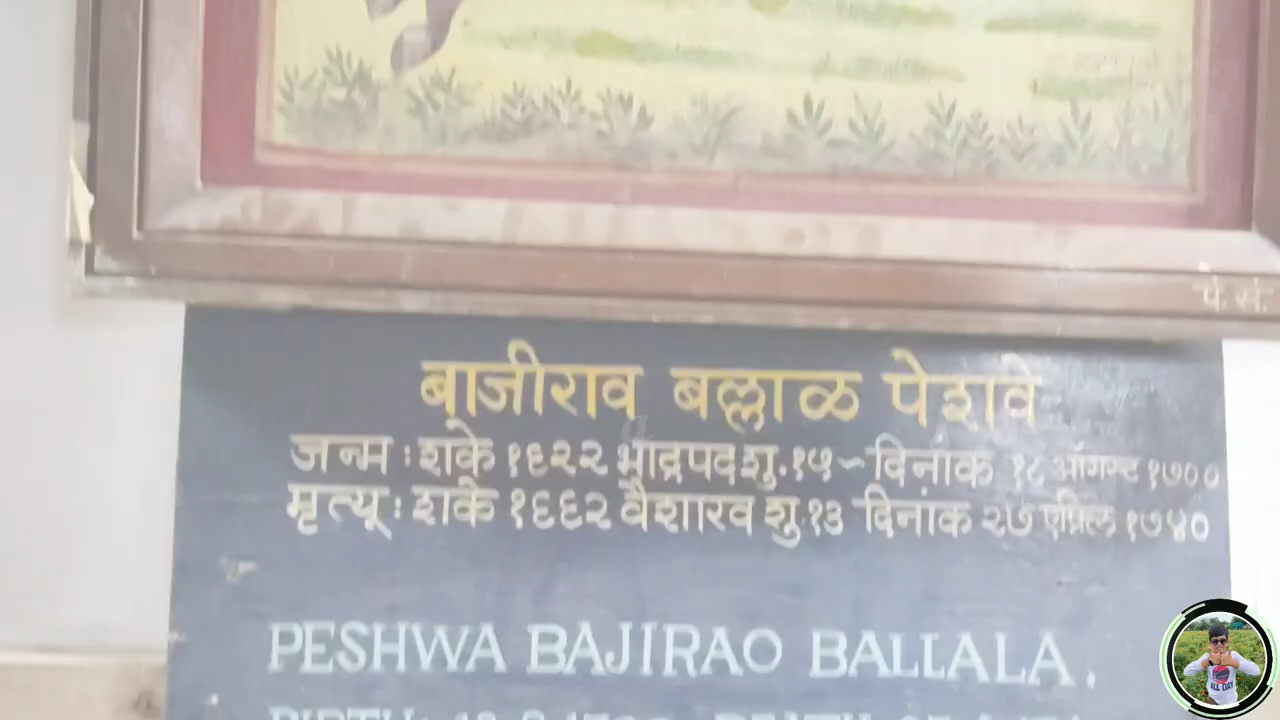 पे. सं.
बाजीराव बल्लाळ पेशवे
जन्म : शके १६२२ भाद्रपद शु. १५ ~ दिनांक १८ ऑगस्ट १७००
मृत्यू : शके १६६२ वैशाख शु. १३ दिनांक २७ एप्रिल १७४०
PESHWA BAJIRAO BALLALA.